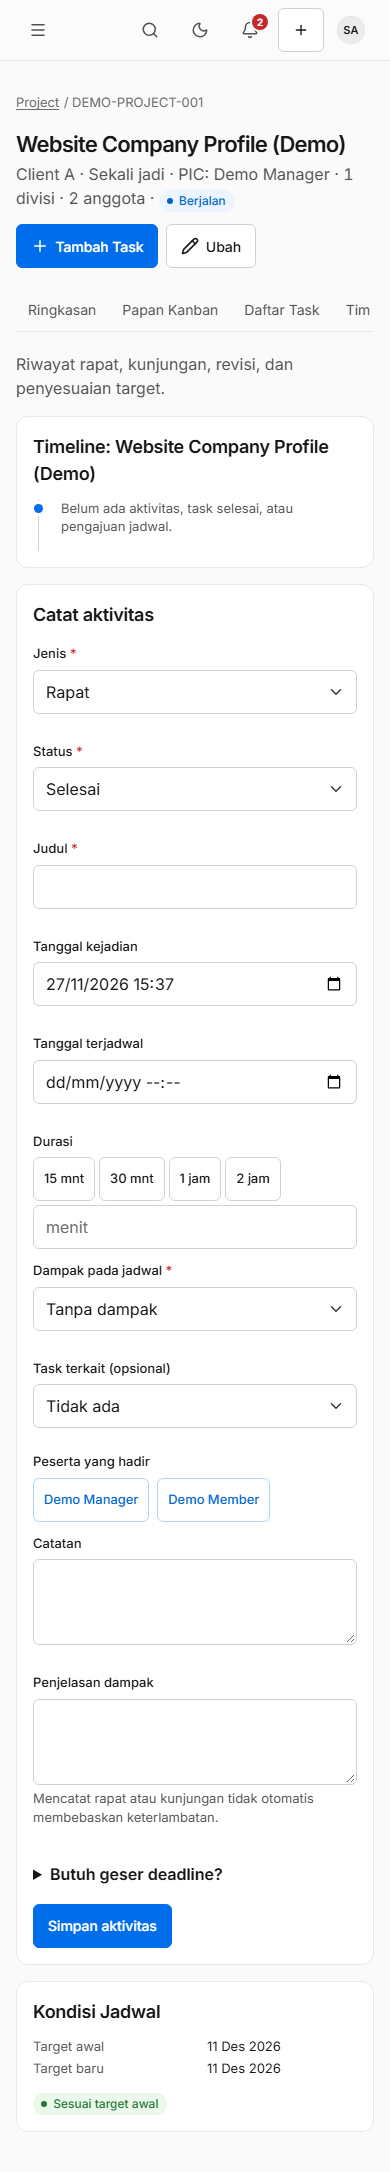 2
SA
Project / DEMO-PROJECT-001
Website Company Profile (Demo)
Client A · Sekali jadi · PIC: Demo Manager · 1
divisi · 2 anggota · Berjalan
Tambah Task
Ubah
Ringkasan Papan Kanban Daftar Task Tim
Riwayat rapat, kunjungan, revisi, dan
penyesuaian target.
Timeline: Website Company Profile
(Demo)
Belum ada aktivitas, task selesai, atau
pengajuan jadwal.
Catat aktivitas
Jenis *
Rapat
Status *
Selesai
Judul *
Tanggal kejadian
27/11/2026 15:37
Tanggal terjadwal
dd/mm/yyyy --:--
Durasi
15 mnt 30 mnt 1 jam 2 jam
menit
Dampak pada jadwal *
Tanpa dampak
Task terkait (opsional)
Tidak ada
Peserta yang hadir
Demo Manager Demo Member
Catatan
Penjelasan dampak
Mencatat rapat atau kunjungan tidak otomatis
membebaskan keterlambatan.
Butuh geser deadline?
Simpan aktivitas
Kondisi Jadwal
Target awal 11 Des 2026
Target baru 11 Des 2026
Sesuai target awal